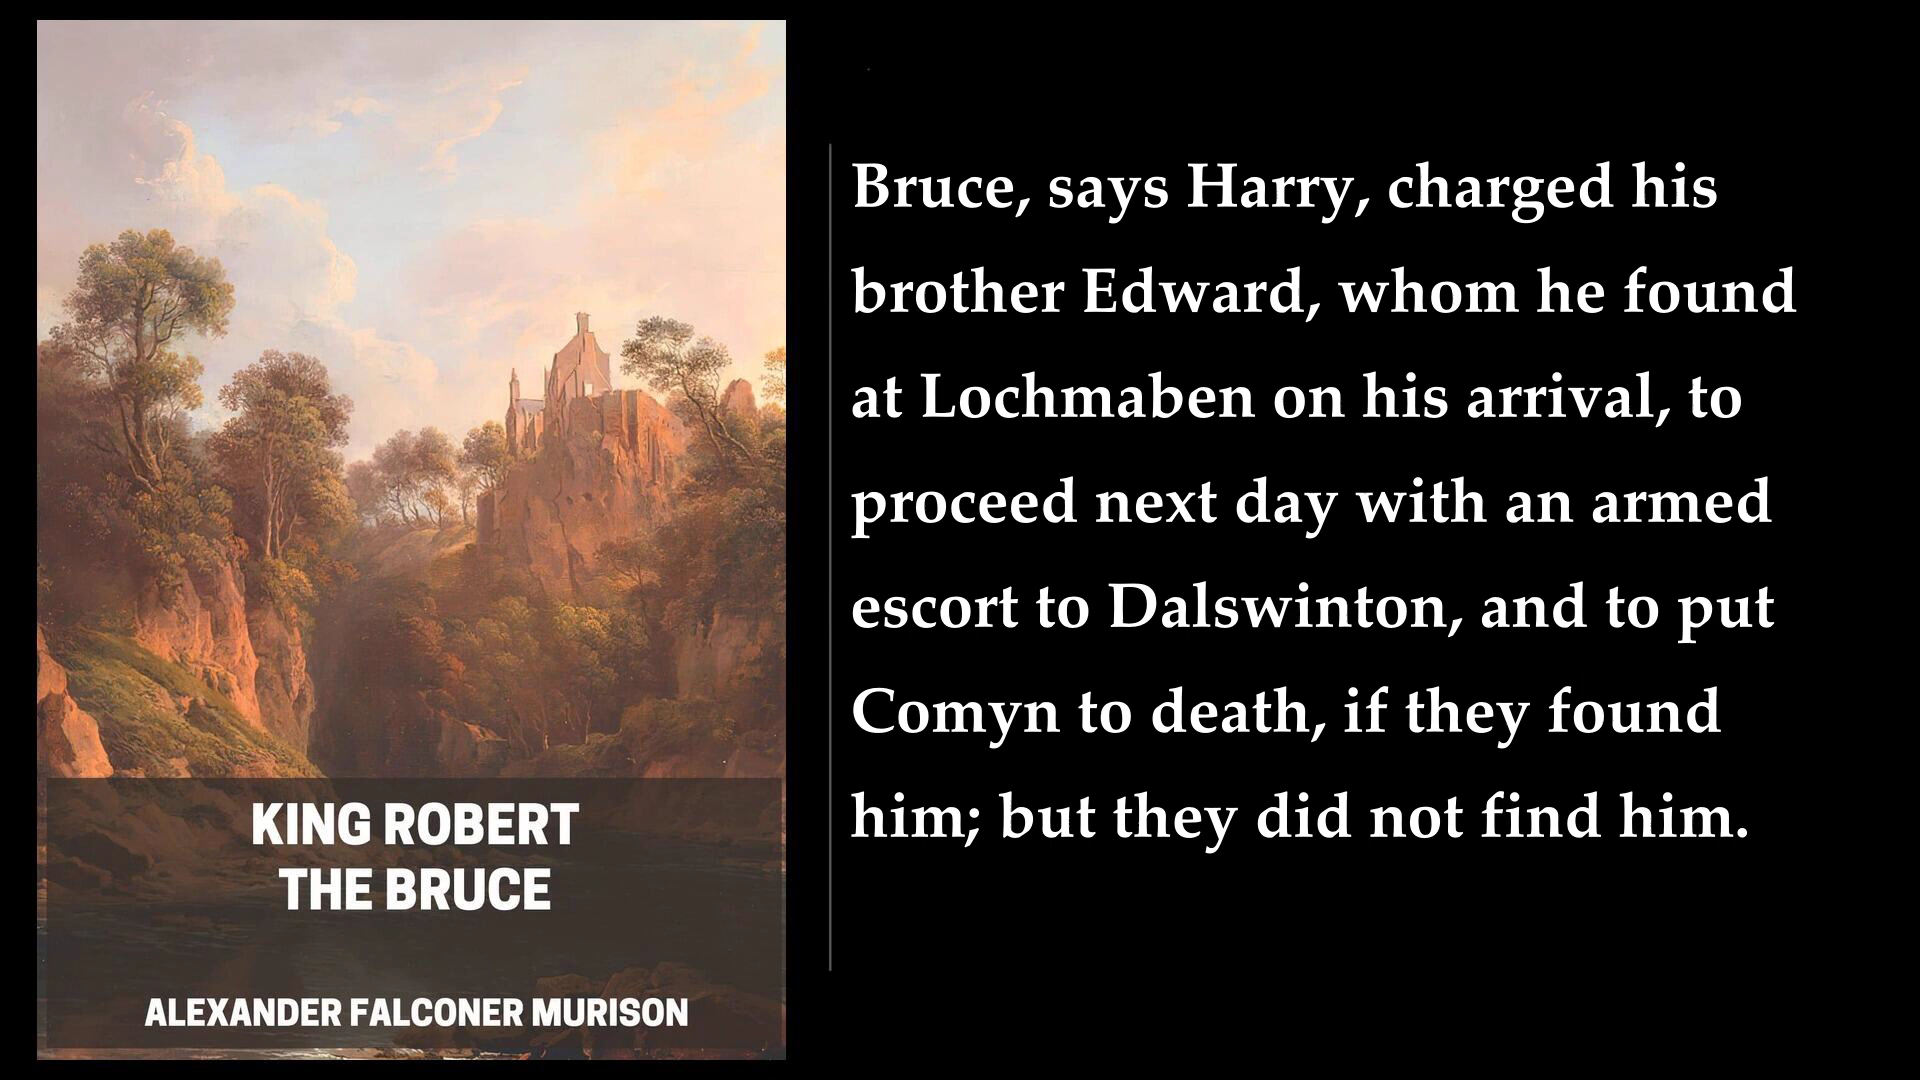 KING ROBERT
THE BRUCE
ALEXANDER FALCONER MURISON
Bruce, says Harry, charged his
brother Edward, whom he found
at Lochmaben on his arrival, to
proceed next day with an armed
escort to Dalswinton, and to put
Comyn to death, if they found
him; but they did not find him.